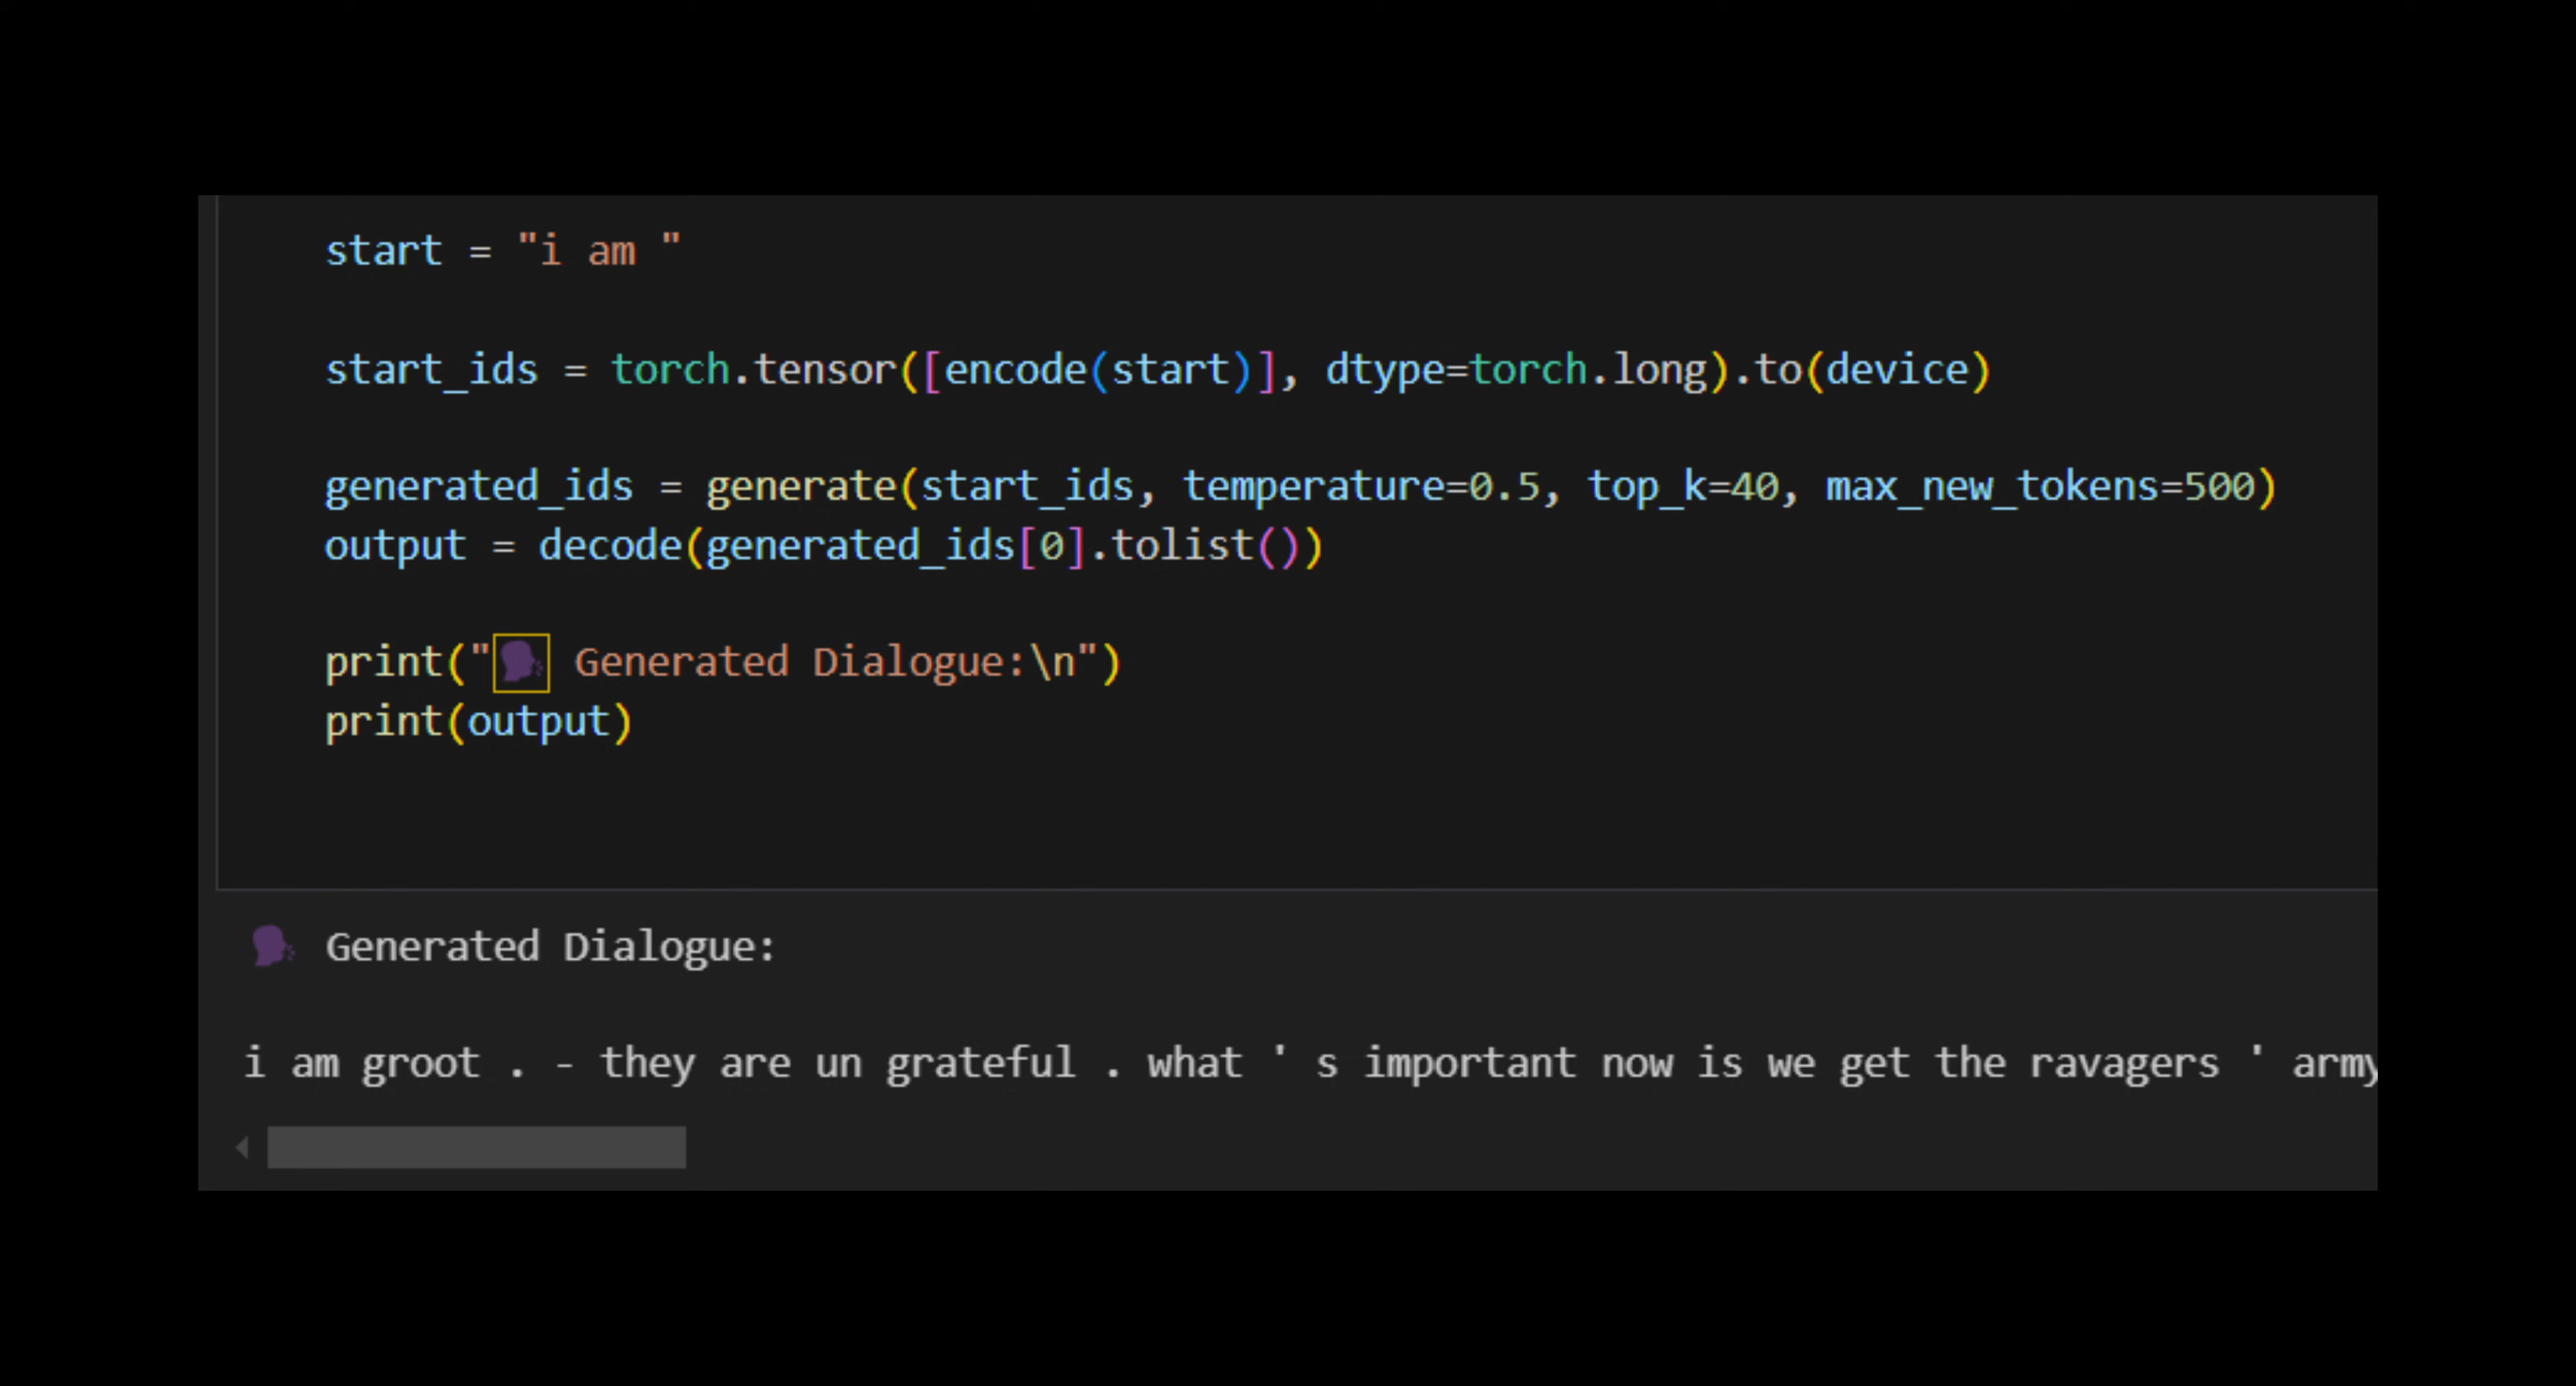 start = "i am "
start_ids = torch.tensor([encode(start)], dtype=torch.long).to(device)
generated_ids = generate(start_ids, temperature=0.5, top_k=40, max_new_tokens=500)
output = decode(generated_ids[0].tolist())
print("🗣 Generated Dialogue:\n")
print(output)
🗣 Generated Dialogue:
i am groot . - they are un grateful . what ' s important now is we get the ravagers ' army